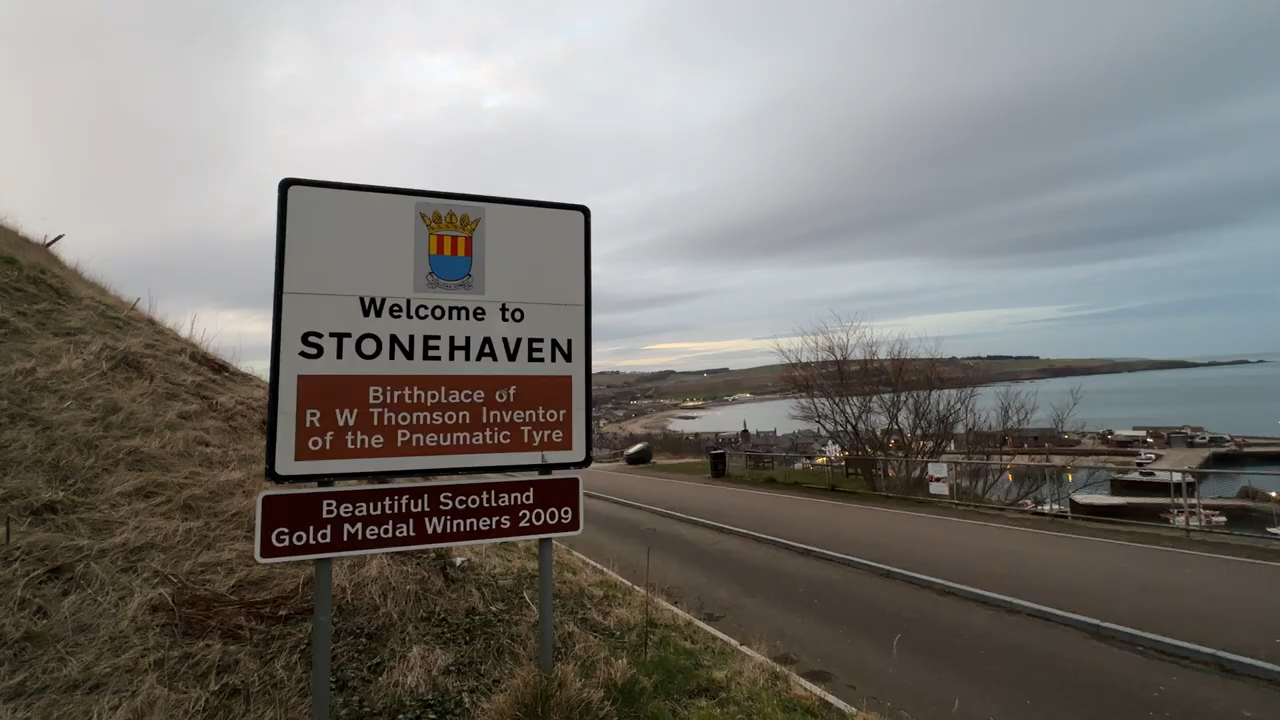 Welcome to
STONEHAVEN
Birthplace of
R W Thomson Inventor
of the Pneumatic Tyre
Beautiful Scotland
Gold Medal Winners 2009